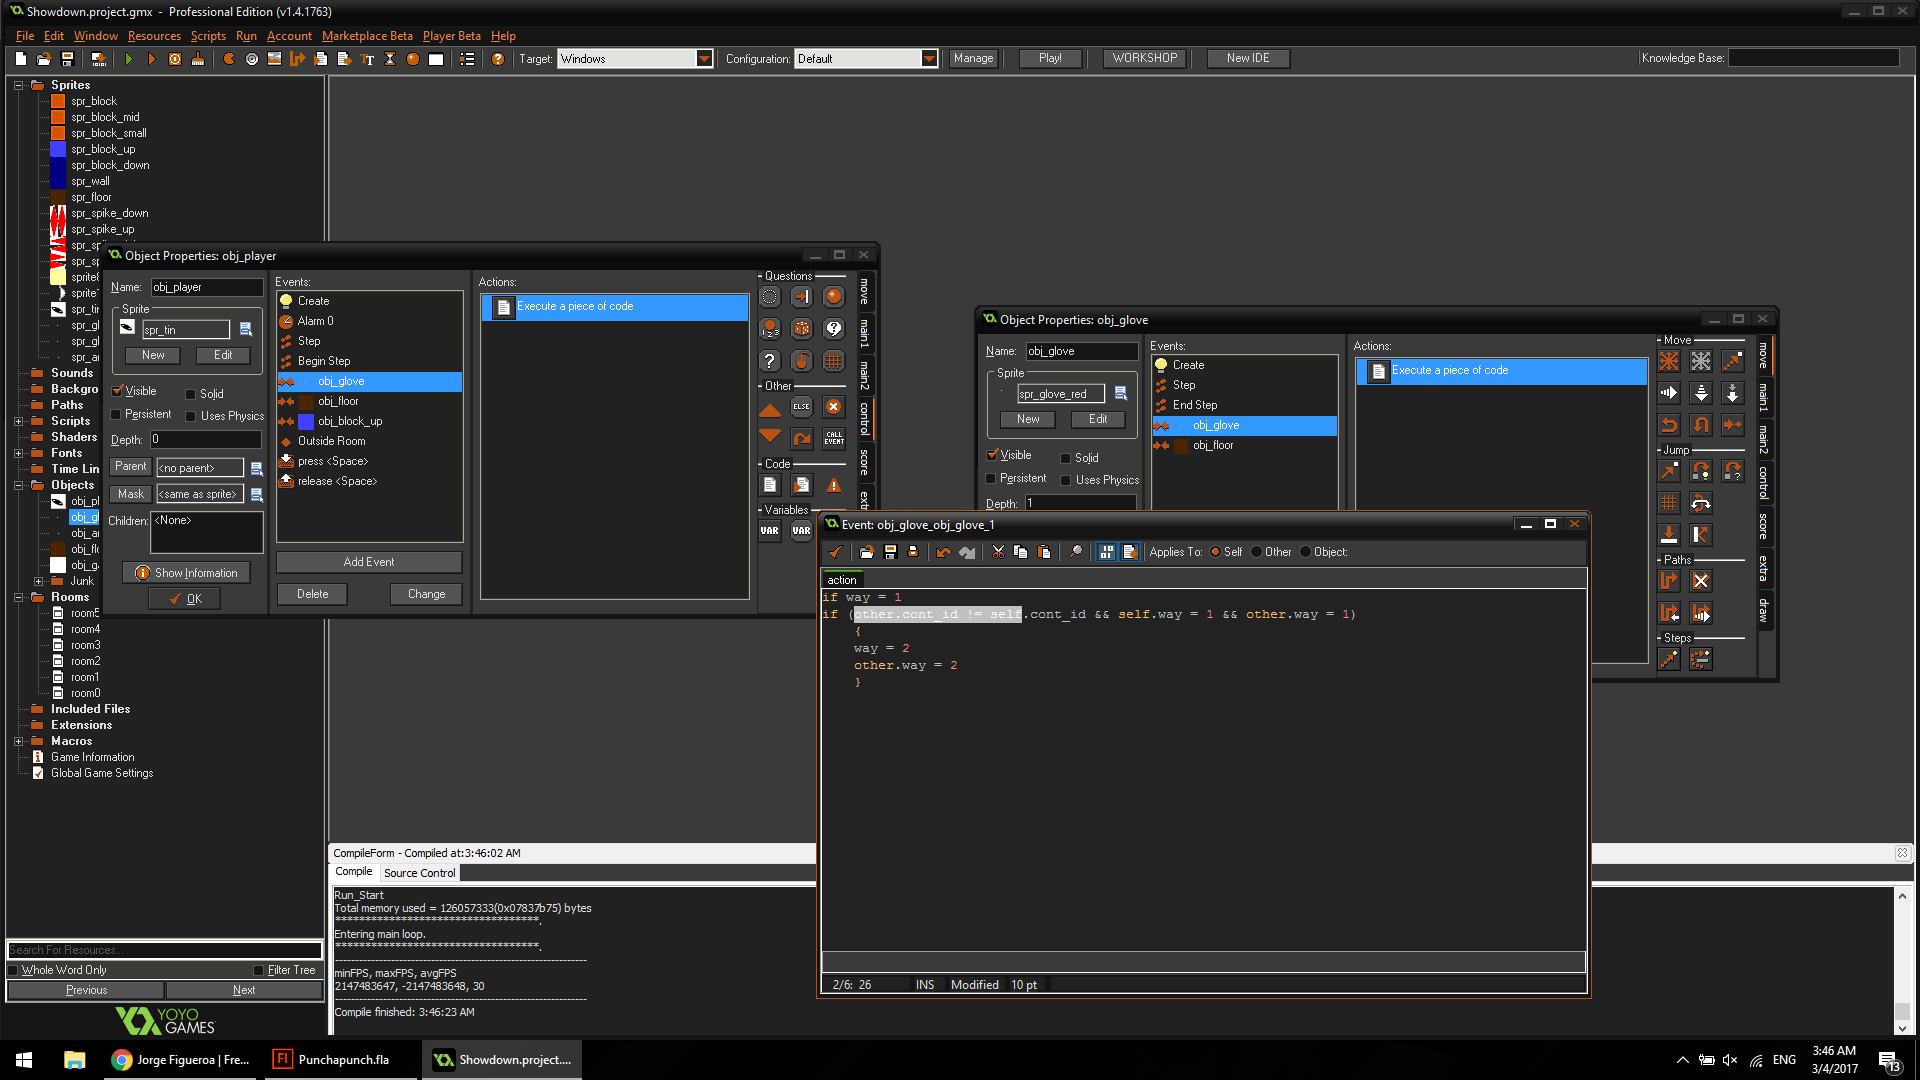 Showdown.project.gmx - Professional Edition (v1.4.1763)
File Edit Window Resources Scripts Run Account Marketplace Beta Player Beta Help
Target: Windows Configuration: Default Manage Play! WORKSHOP New IDE Knowledge Base:
Sprites
spr_block
spr_block_mid
spr_block_small
spr_block_up
spr_block_down
spr_wall
spr_floor
spr_spike_down
spr_spike_up
Sounds
Backgro
Paths
Scripts
Shaders
Fonts
Time Lin
Objects
obj_pl
obj_gl
obj_ar
obj_flo
obj_g
Junk
Rooms
room5
room4
room3
room2
room1
room0
Included Files
Extensions
Macros
Game Information
Global Game Settings
Search For Resources...
Whole Word Only Filter Tree
Previous Next
YOYO
GAMES
Object Properties: obj_player
Name: obj_player
Sprite
spr_tin
New Edit
Visible Solid
Persistent Uses Physics
Depth: 0
Parent <no parent>
Mask <same as sprite>
Children: <None>
Show Information
OK
Events:
Create
Alarm 0
Step
Begin Step
obj_glove
obj_floor
obj_block_up
Outside Room
press <Space>
release <Space>
Add Event
Delete Change
Actions:
Execute a piece of code
Questions
Other
ELSE
CALL EVENT
Code
Variables
VAR VAR
move
main1
main2
control
score
extr
Object Properties: obj_glove
Name: obj_glove
Sprite
spr_glove_red
New Edit
Visible Solid
Persistent Uses Physics
Depth: 1
Events:
Create
Step
End Step
obj_glove
obj_floor
Actions:
Execute a piece of code
Move
Jump
Paths
Steps
move
main1
main2
control
score
extra
draw
Event: obj_glove_obj_glove_1
Applies To: Self Other Object:
action
if way = 1
if (other.cont_id != self.cont_id && self.way = 1 && other.way = 1)
{
way = 2
other.way = 2
}
2/6: 26 INS Modified 10 pt
CompileForm - Compiled at:3:46:02 AM
Compile Source Control
Run_Start
Total memory used = 126057333(0x07837b75) bytes
***********************************.
Entering main loop.
***********************************.
minFPS, maxFPS, avgFPS
2147483647, -2147483648, 30
Compile finished: 3:46:23 AM
Jorge Figueroa | Fre... Punchapunch.fla Showdown.project....
ENG
3:46 AM
3/4/2017
13